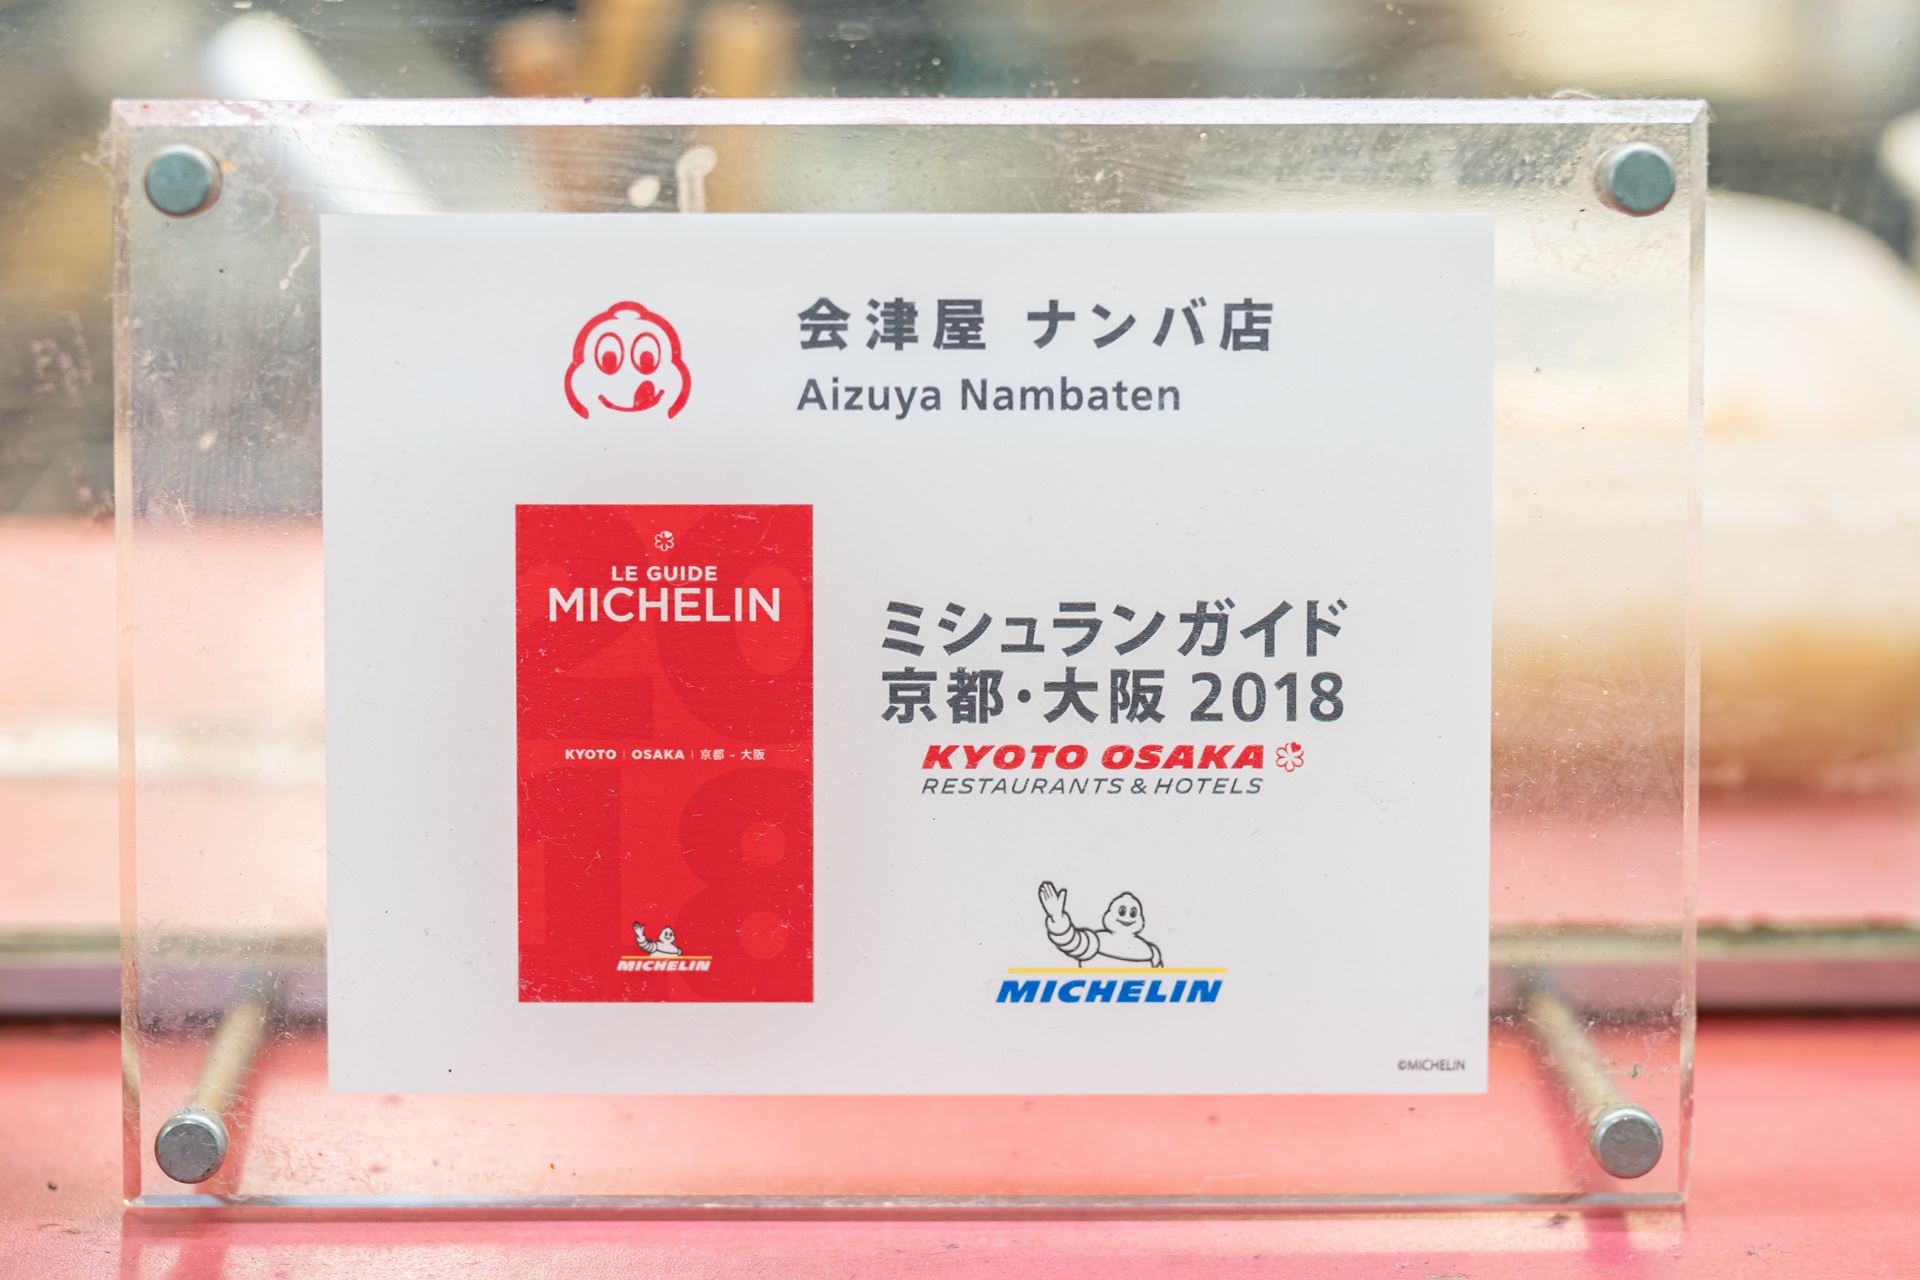 会津屋 ナンバ店
Aizuya Nambaten
LE GUIDE
MICHELIN
KYOTO | OSAKA | 京都 - 大阪
2018
MICHELIN
ミシュランガイド
京都・大阪 2018
KYOTO OSAKA
RESTAURANTS & HOTELS
MICHELIN
©MICHELIN